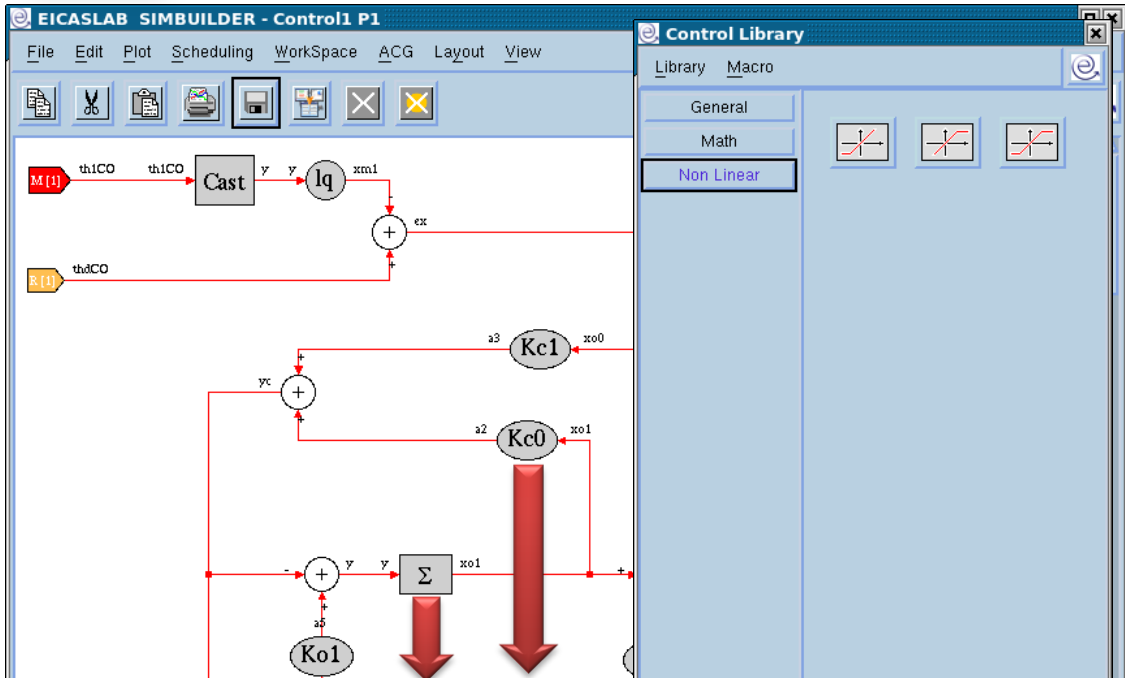 EICASLAB SIMBUILDER - Control1 P1
File Edit Plot Scheduling WorkSpace ACG Layout View
Control Library
Library Macro
General
Math
Non Linear
M[1]
th1CO
th1CO
Cast
y
y
lq
xm1
-
+
ex
+
R[1]
thdCO
a3
Kc1
xo0
+
yc
+
+
a2
Kc0
xo1
-
+
y
y
Σ
xo1
+
+
a5
Ko1